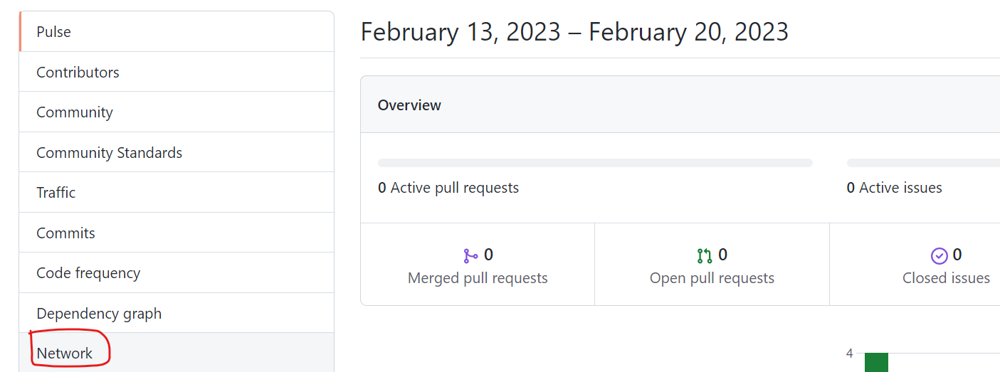 Pulse
Contributors
Community
Community Standards
Traffic
Commits
Code frequency
Dependency graph
Network
February 13, 2023 – February 20, 2023
Overview
0 Active pull requests
0 Active issues
0
Merged pull requests
0
Open pull requests
0
Closed issues
4